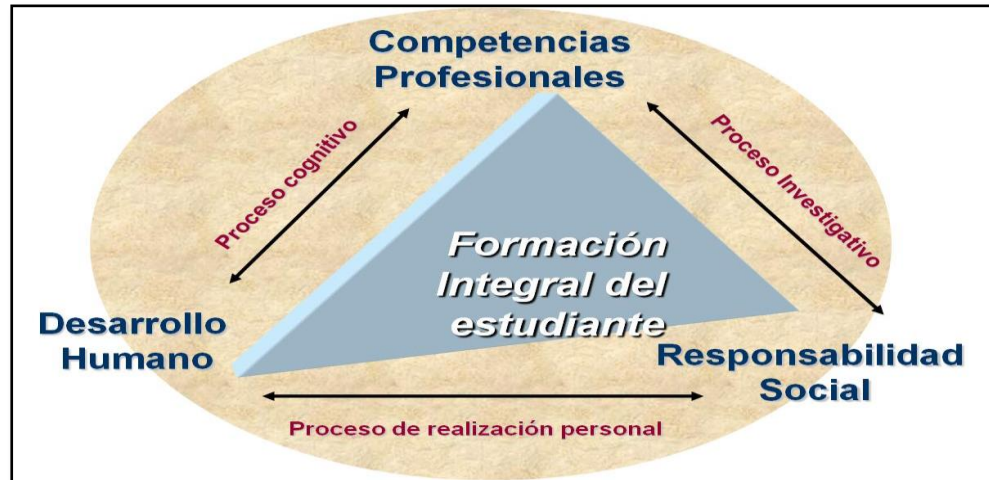 Competencias
Profesionales
Proceso cognitivo
Proceso Investigativo
Formación
Integral del
estudiante
Desarrollo
Humano
Responsabilidad
Social
Proceso de realización personal